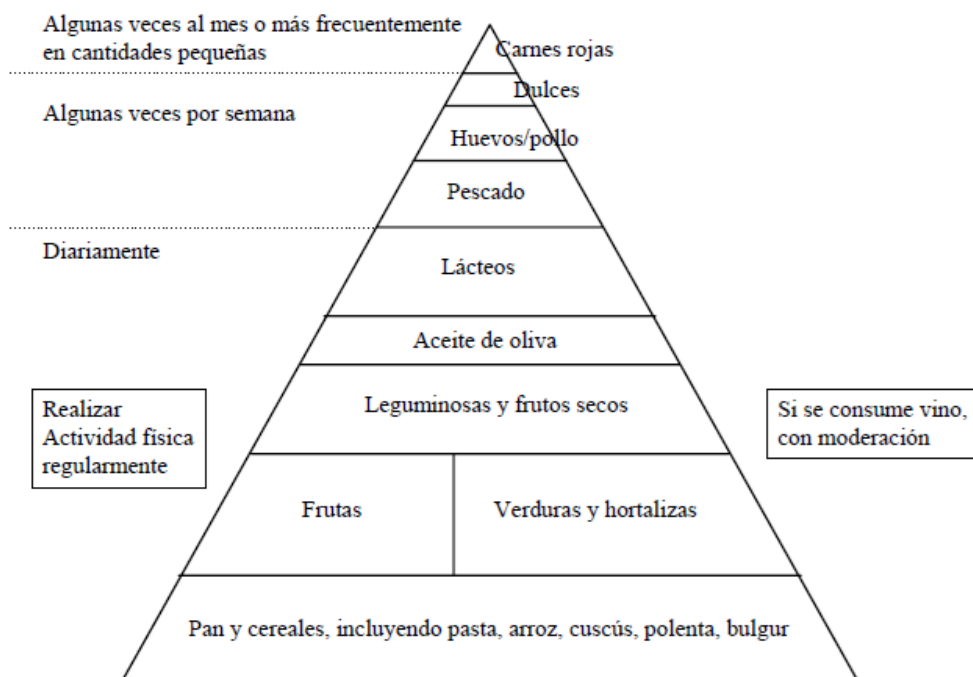 Algunas veces al mes o más frecuentemente
en cantidades pequeñas
Carnes rojas
Dulces
Algunas veces por semana
Huevos/pollo
Pescado
Diariamente
Lácteos
Aceite de oliva
Leguminosas y frutos secos
Realizar
Actividad física
regularmente
Si se consume vino,
con moderación
Frutas
Verduras y hortalizas
Pan y cereales, incluyendo pasta, arroz, cuscús, polenta, bulgur